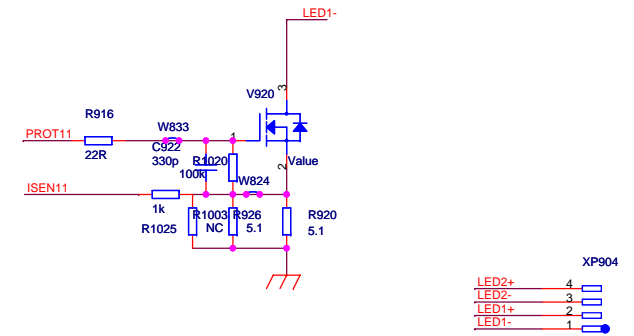 LED1-
3
V920
R916
W833
PROT11
1
C922
22R
330p
R1020
Value
100k
2
W824
ISEN11
1k
R1003
R926
R920
R1025
NC
5.1
5.1
XP904
LED2+
4
LED2-
3
LED1+
2
LED1-
1